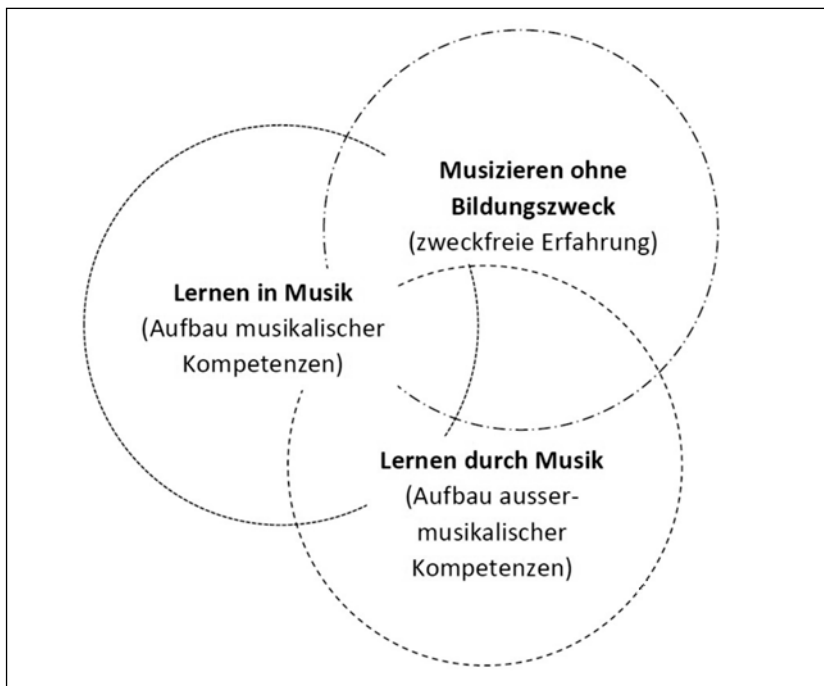 Musizieren ohne
Bildungszweck
(zweckfreie Erfahrung)
Lernen in Musik
(Aufbau musikalischer
Kompetenzen)
Lernen durch Musik
(Aufbau ausser-
musikalischer
Kompetenzen)